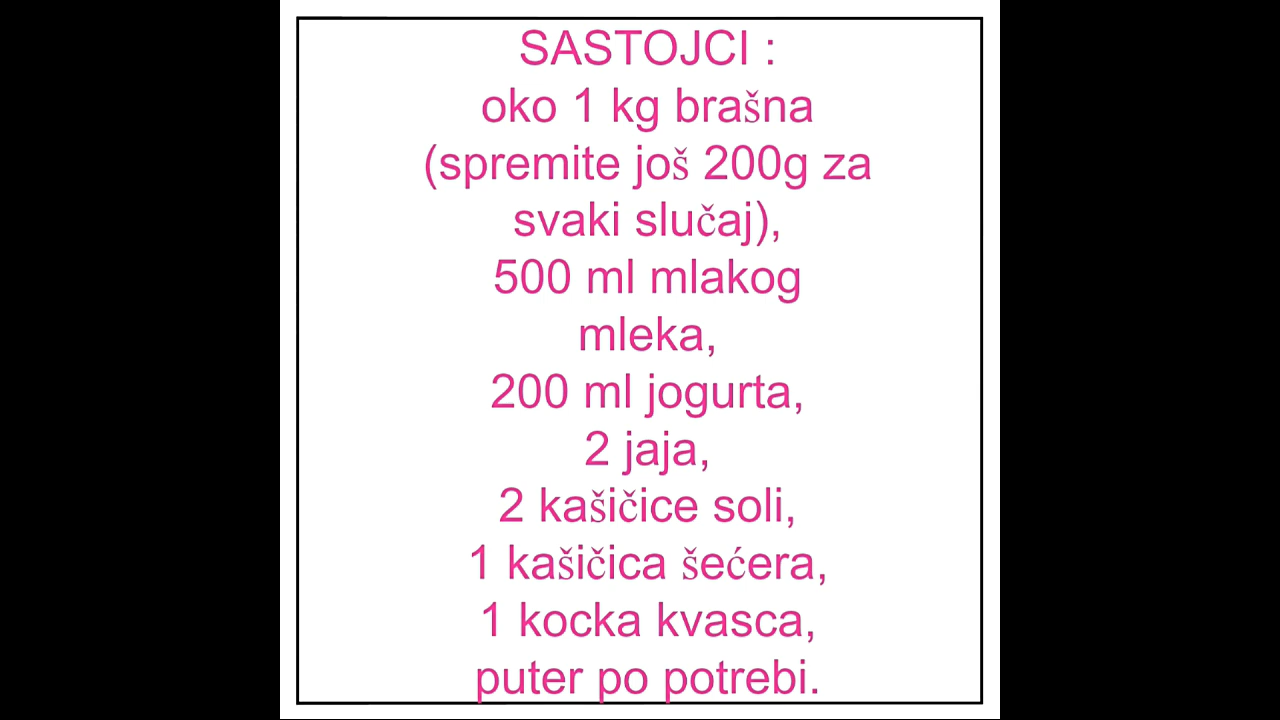 SASTOJCI :
oko 1 kg brašna
(spremite još 200g za
svaki slučaj),
500 ml mlakog
mleka,
200 ml jogurta,
2 jaja,
2 kašičice soli,
1 kašičica šećera,
1 kocka kvasca,
puter po potrebi.